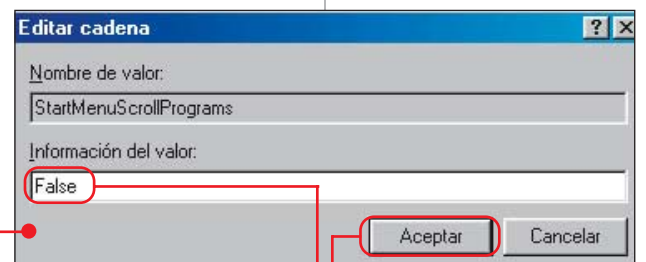 Editar cadena
Nombre de valor:
StartMenuScrollPrograms
Información del valor:
False
Aceptar Cancelar